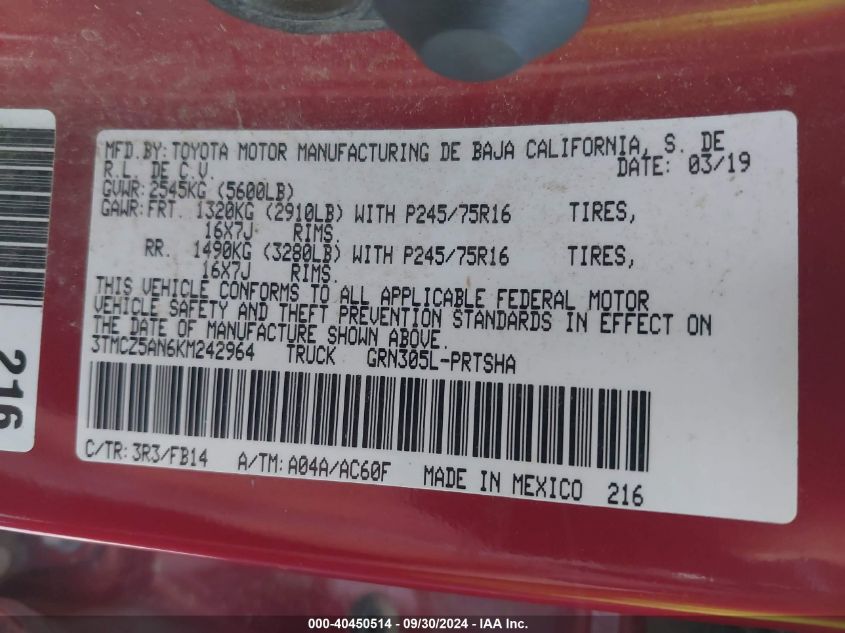 MFD. BY: TOYOTA MOTOR MANUFACTURING DE BAJA CALIFORNIA, S. DE
R.L. DE C.V. DATE: 03/19
GVWR: 2545KG (5600LB)
GAWR: FRT. 1320KG (2910LB) WITH P245/75R16 TIRES,
16X7J RIMS.
RR. 1490KG (3280LB) WITH P245/75R16 TIRES,
16X7J RIMS.
THIS VEHICLE CONFORMS TO ALL APPLICABLE FEDERAL MOTOR
VEHICLE SAFETY AND THEFT PREVENTION STANDARDS IN EFFECT ON
THE DATE OF MANUFACTURE SHOWN ABOVE.
3TMCZ5AN6KM242964 TRUCK GRN305L-PRTSHA
C/TR: 3R3/FB14 A/TM: A04A/AC60F MADE IN MEXICO 216
216
000-40450514 - 09/30/2024 - IAA Inc.